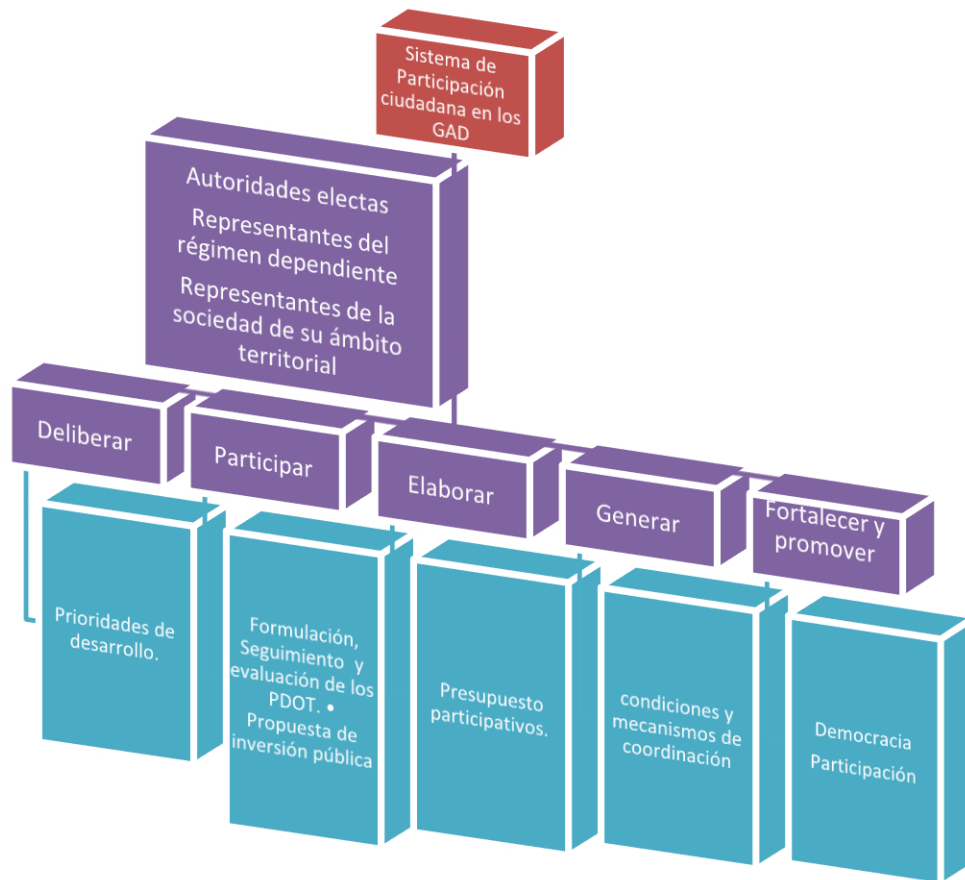 Sistema de
Participación
ciudadana en los
GAD
Autoridades electas
Representantes del
régimen dependiente
Representantes de la
sociedad de su ámbito
territorial
Deliberar
Participar
Elaborar
Generar
Fortalecer y
promover
Prioridades de
desarrollo.
Formulación,
Seguimiento y
evaluación de los
PDOT. •
Propuesta de
inversión pública
Presupuesto
participativos.
condiciones y
mecanismos de
coordinación
Democracia
Participación